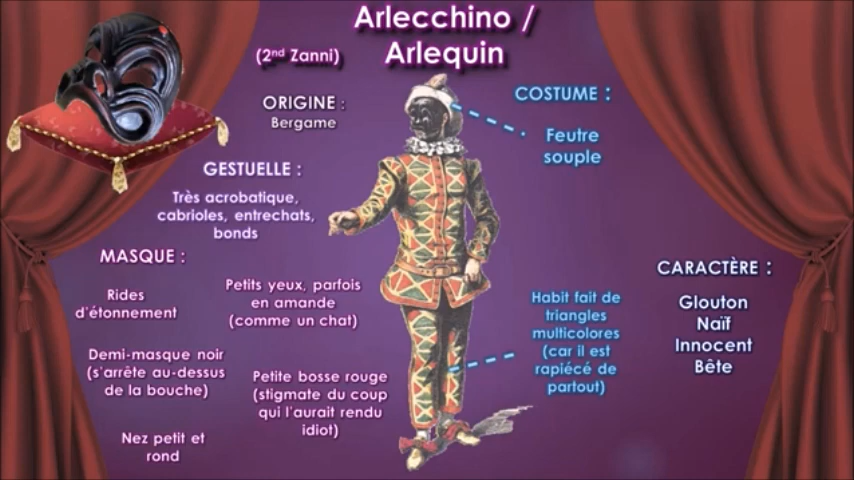 Arlecchino /
Arlequin
(2nd Zanni)
ORIGINE :
Bergame
COSTUME :
Feutre
souple
GESTUELLE :
Très acrobatique,
cabrioles, entrechats,
bonds
MASQUE :
Rides
d'étonnement
Petits yeux, parfois
en amande
(comme un chat)
Demi-masque noir
(s'arrête au-dessus
de la bouche)
Petite bosse rouge
(stigmate du coup
qui l'aurait rendu
idiot)
Nez petit et
rond
Habit fait de
triangles
multicolores
(car il est
rapiécé de
partout)
CARACTÈRE :
Glouton
Naïf
Innocent
Bête